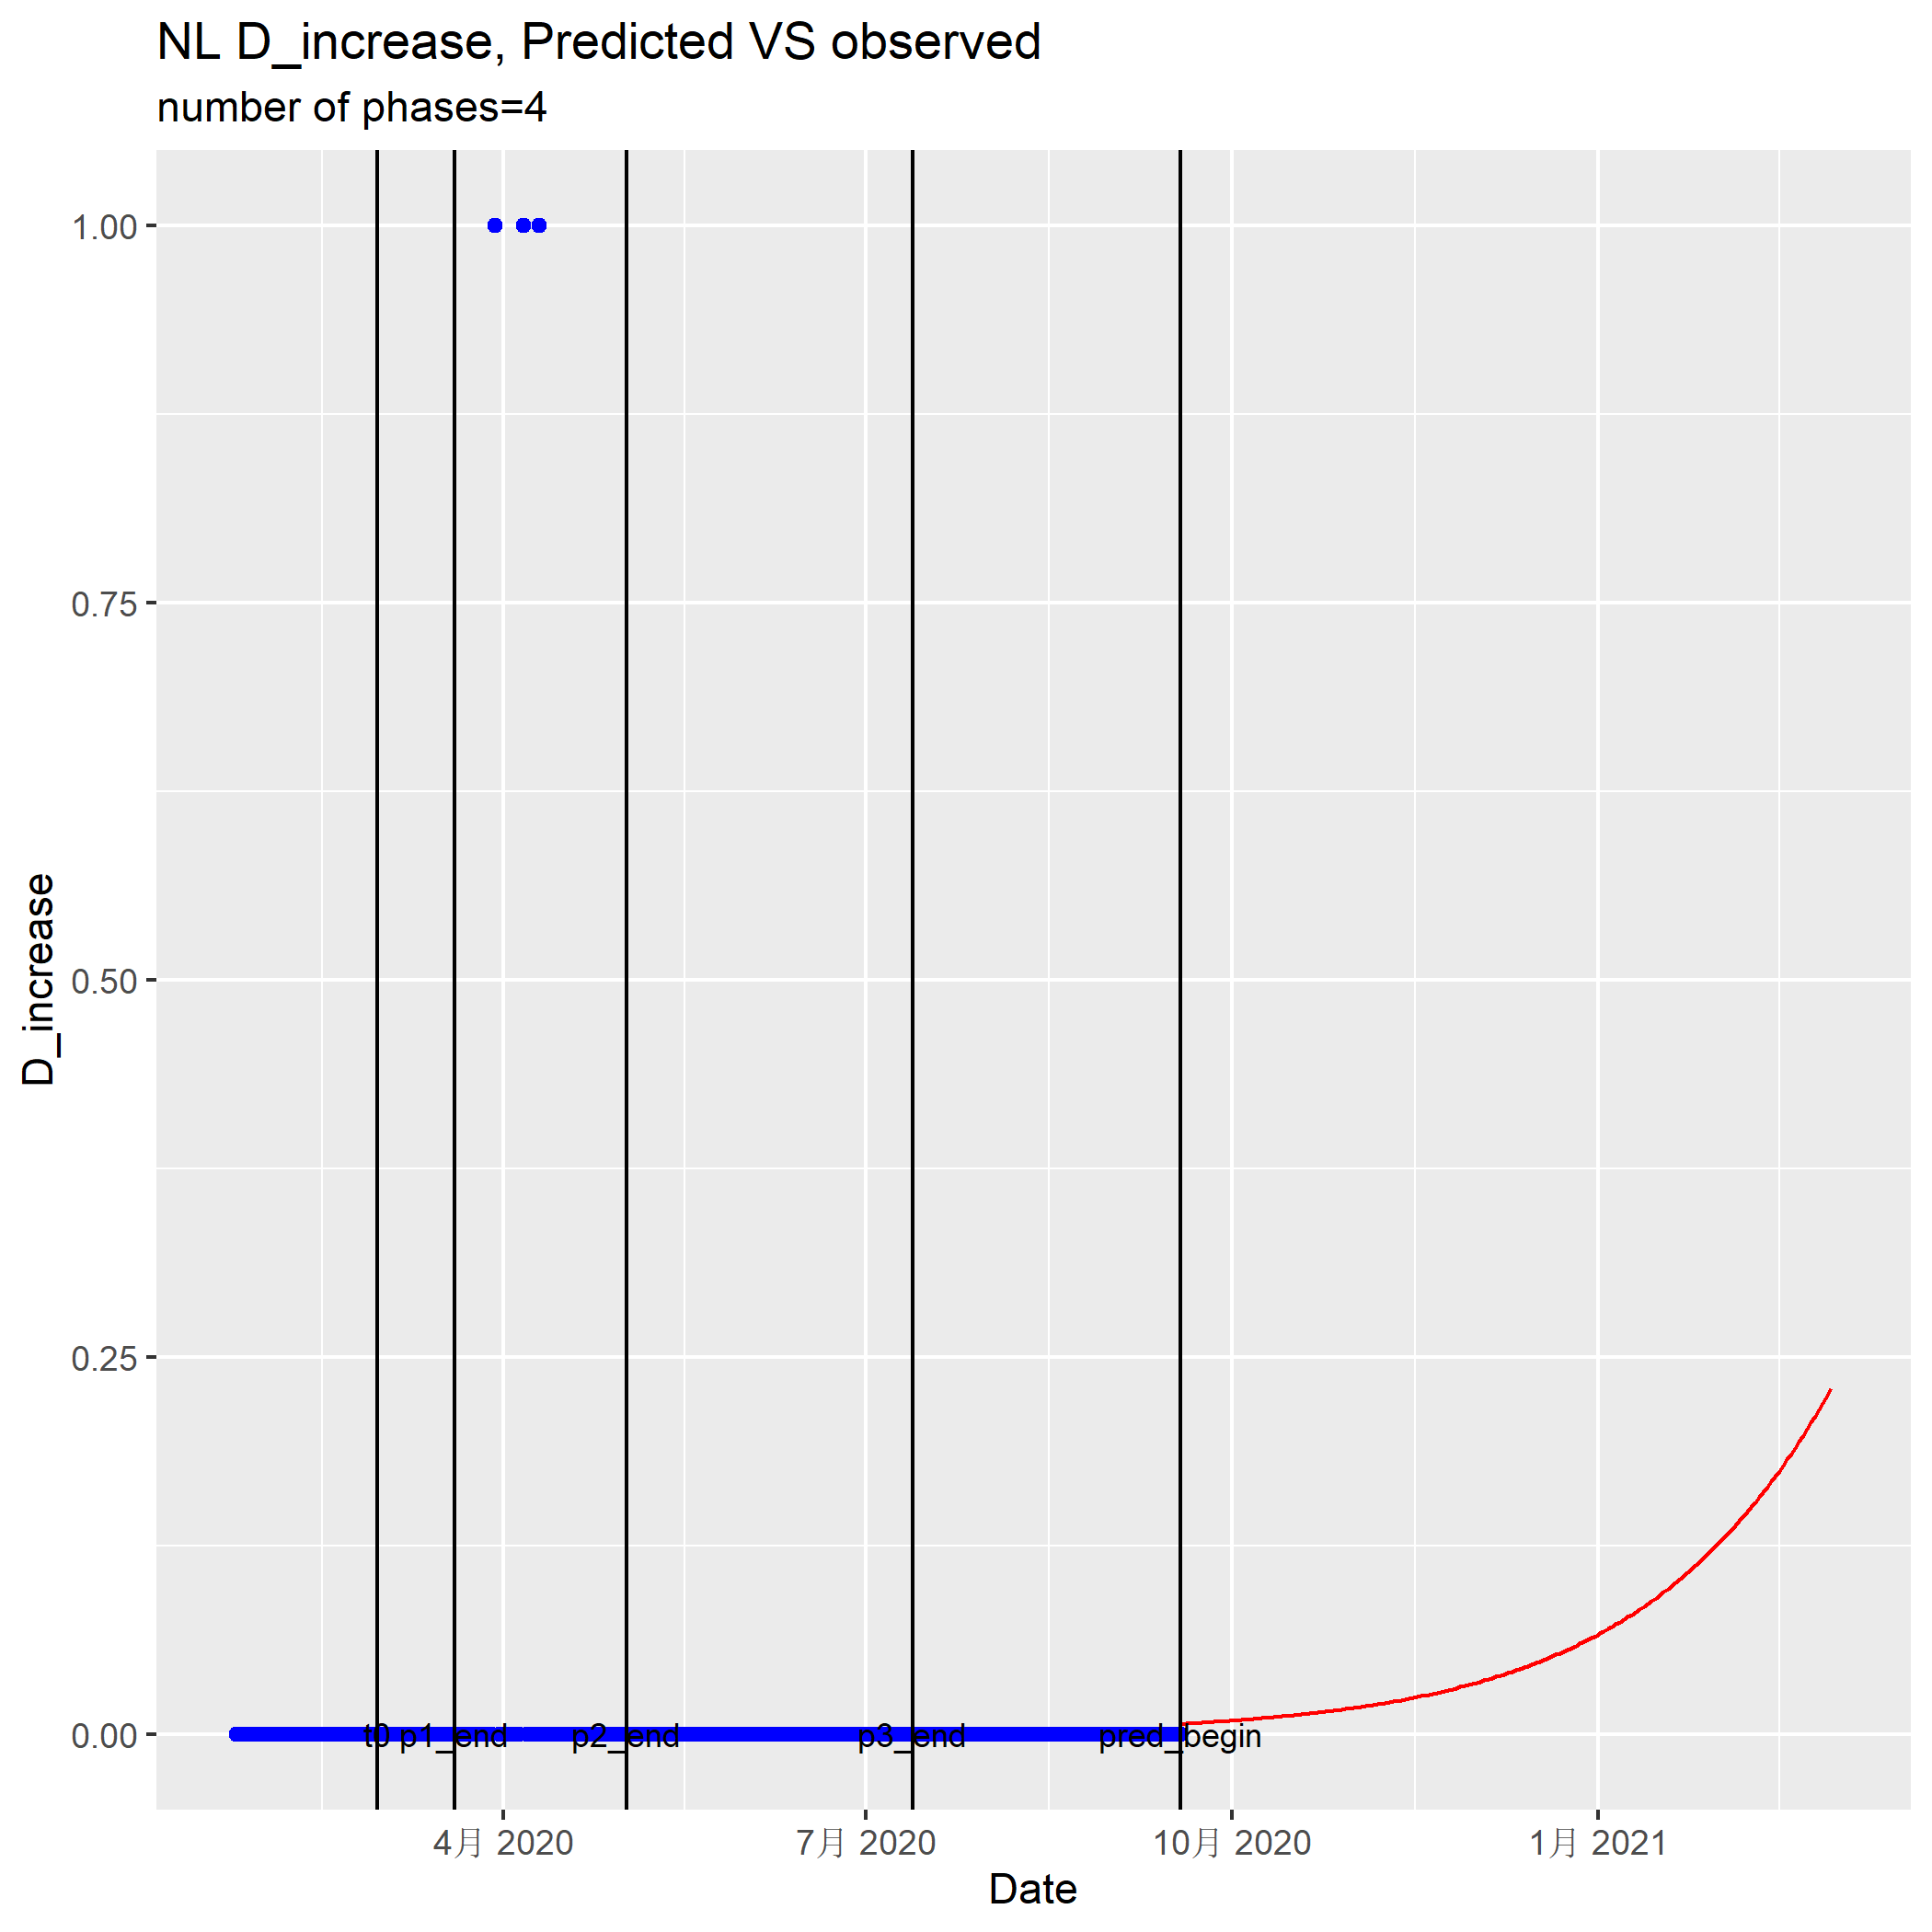 NL D_increase, Predicted VS observed
number of phases=4
D_increase
1.00
0.75
0.50
0.25
0.00
t0 p1_end p2_end p3_end pred_begin
4月 2020 7月 2020 10月 2020 1月 2021
Date